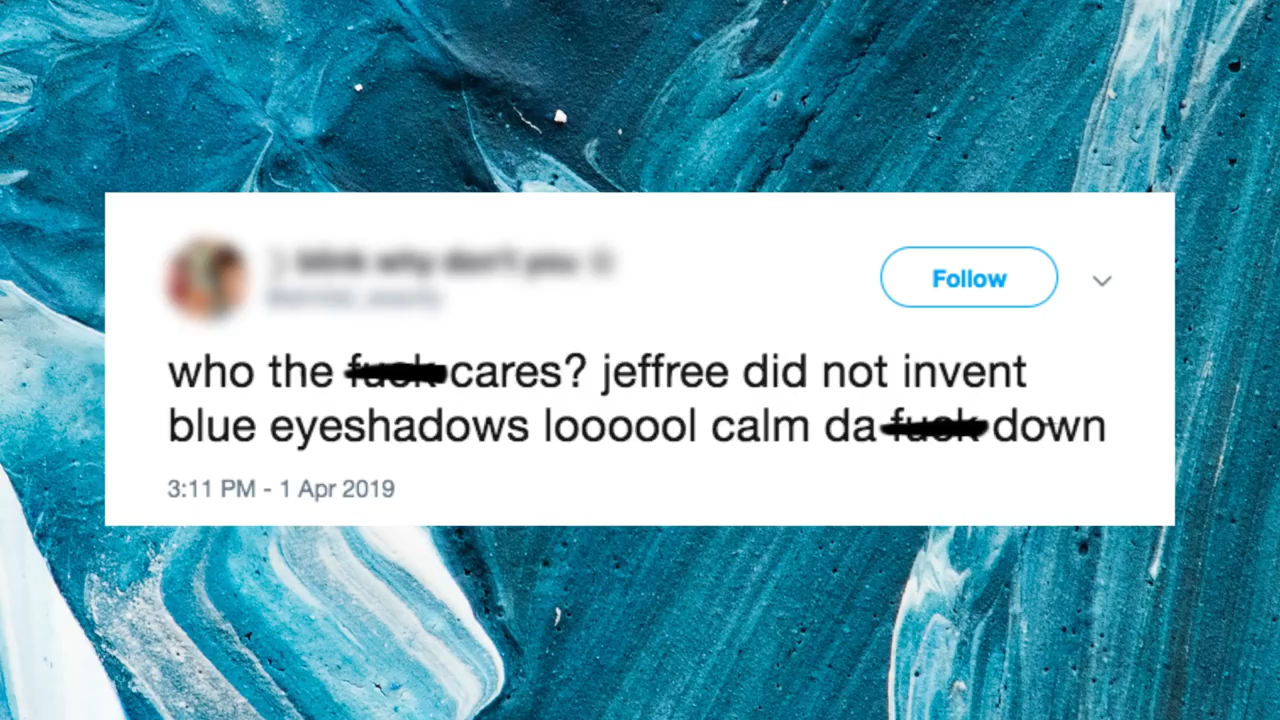 Follow
who the fuck cares? jeffree did not invent
blue eyeshadows loooool calm da fuck down
3:11 PM - 1 Apr 2019